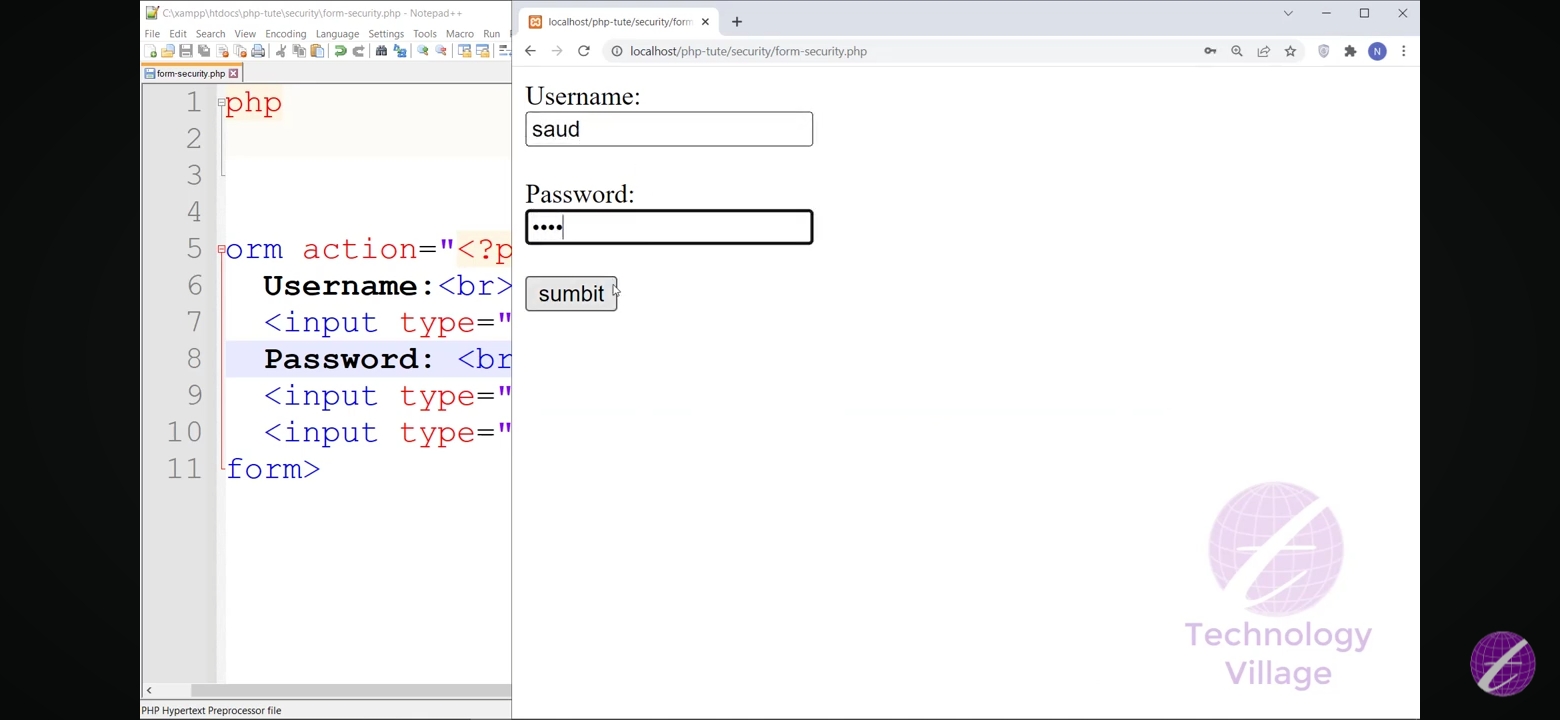 C:\xampp\htdocs\php-tute\security\form-security.php - Notepad++
File Edit Search View Encoding Language Settings Tools Macro Run
form-security.php
1 php
2
3
4
5 orm action="<?p
6 Username:<br>
7 <input type="
8 Password: <br
9 <input type="
10 <input type="
11 form>
PHP Hypertext Preprocessor file
localhost/php-tute/security/form
localhost/php-tute/security/form-security.php
N
Username:
saud
Password:
••••
sumbit
Technology
Village